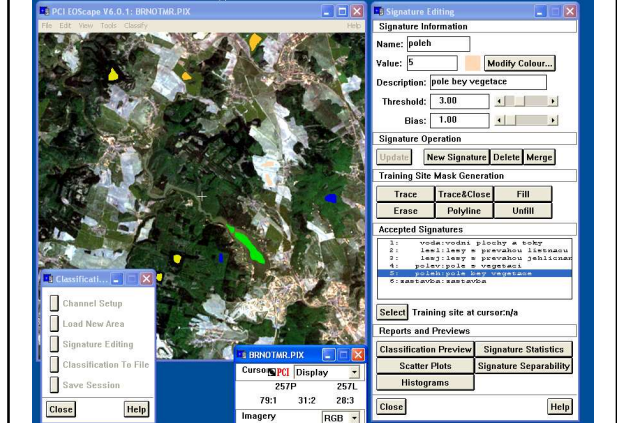 PCI EOScape V6.0.1: BRNOTMR.PIX
File Edit View Tools Classify Help
Classificati...
Channel Setup
Load New Area
Signature Editing
Classification To File
Save Session
Close Help
BRNOTMR.PIX
Cursor PCI Display
257P 257L
79:1 31:2 28:3
Imagery RGB
Signature Editing
Signature Information
Name: poleh
Value: 5 Modify Colour...
Description: pole bey vegetace
Threshold: 3.00
Bias: 1.00
Signature Operation
Update New Signature Delete Merge
Training Site Mask Generation
Trace Trace&Close Fill
Erase Polyline Unfill
Accepted Signatures
1: voda:vodni plochy a toky
2: lesl:lesy s prevahou listnacu
3: lesj:lesy s prevahou jehlicnan
4: polev:pole s vegetaci
5: poleh:pole bey vegetace
6:zastavba:zastavba
Select Training site at cursor:n/a
Reports and Previews
Classification Preview Signature Statistics
Scatter Plots Signature Separability
Histograms
Close Help